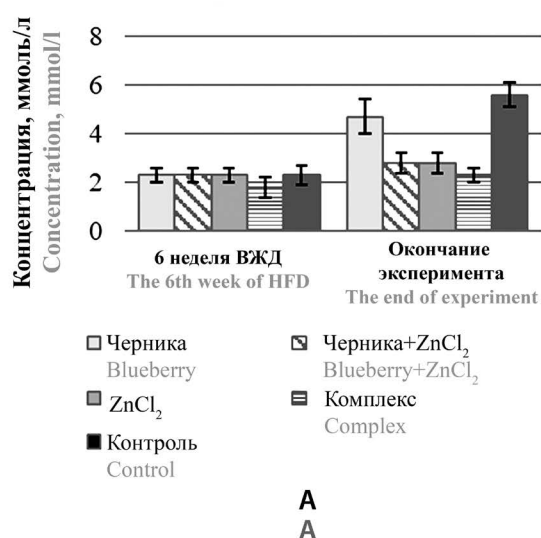 Концентрация, ммоль/л
Concentration, mmol/l
8
6
4
2
0
6 неделя ВЖД
The 6th week of HFD
Окончание
эксперимента
The end of experiment
Черника
Blueberry
Черника+ZnCl₂
Blueberry+ZnCl₂
ZnCl₂
Комплекс
Complex
Контроль
Control
А
A